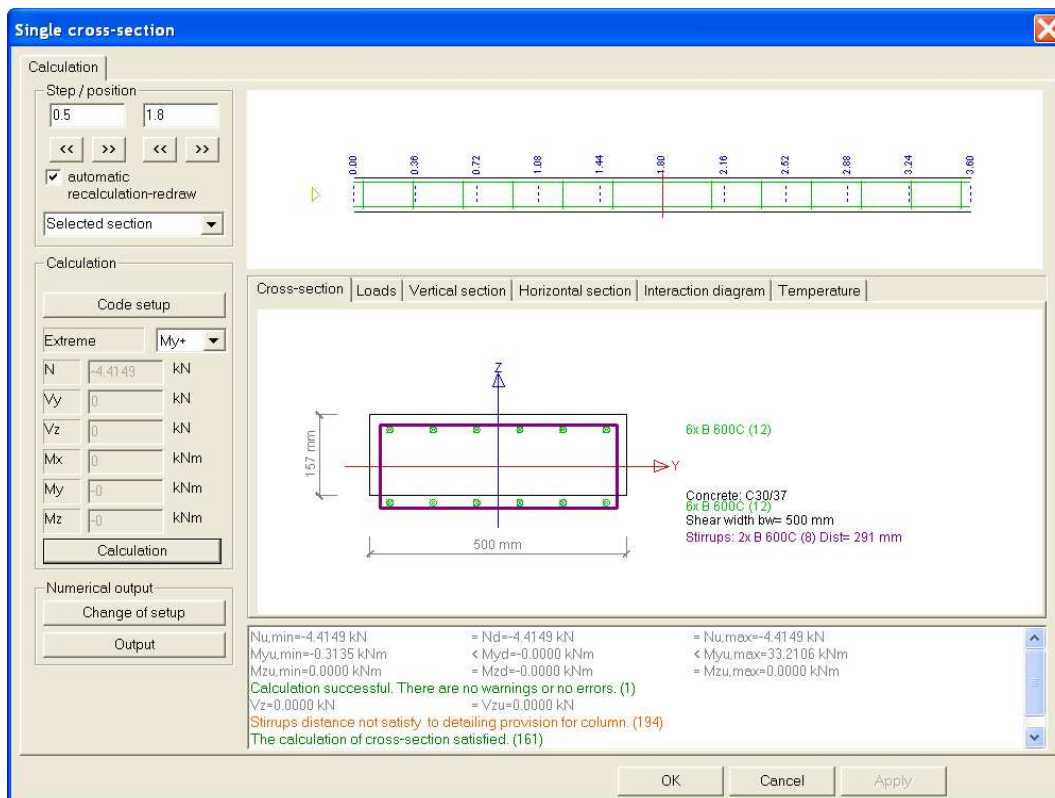 Single cross-section
Calculation
Step / position
0.5 1.8
<< >> << >>
automatic
recalculation-redraw
Selected section
0.00 0.36 0.72 1.08 1.44 1.80 2.16 2.52 2.88 3.24 3.60
Calculation
Code setup
Extreme My+
N -4.4149 kN
Vy 0 kN
Vz 0 kN
Mx 0 kNm
My -0 kNm
Mz -0 kNm
Calculation
Numerical output
Change of setup
Output
Cross-section Loads Vertical section Horizontal section Interaction diagram Temperature
Z
Y
157 mm
500 mm
6x B 600C (12)
Concrete: C30/37
6x B 600C (12)
Shear width bw= 500 mm
Stirrups: 2x B 600C (8) Dist= 291 mm
Nu,min=-4.4149 kN = Nd=-4.4149 kN = Nu,max=-4.4149 kN
Myu,min=-0.3135 kNm < Myd=-0.0000 kNm < Myu,max=33.2106 kNm
Mzu,min=0.0000 kNm = Mzd=-0.0000 kNm = Mzu,max=0.0000 kNm
Calculation successful. There are no warnings or no errors. (1)
Vz=0.0000 kN = Vzu=0.0000 kN
Stirrups distance not satisfy to detailing provision for column. (194)
The calculation of cross-section satisfied. (161)
OK Cancel Apply